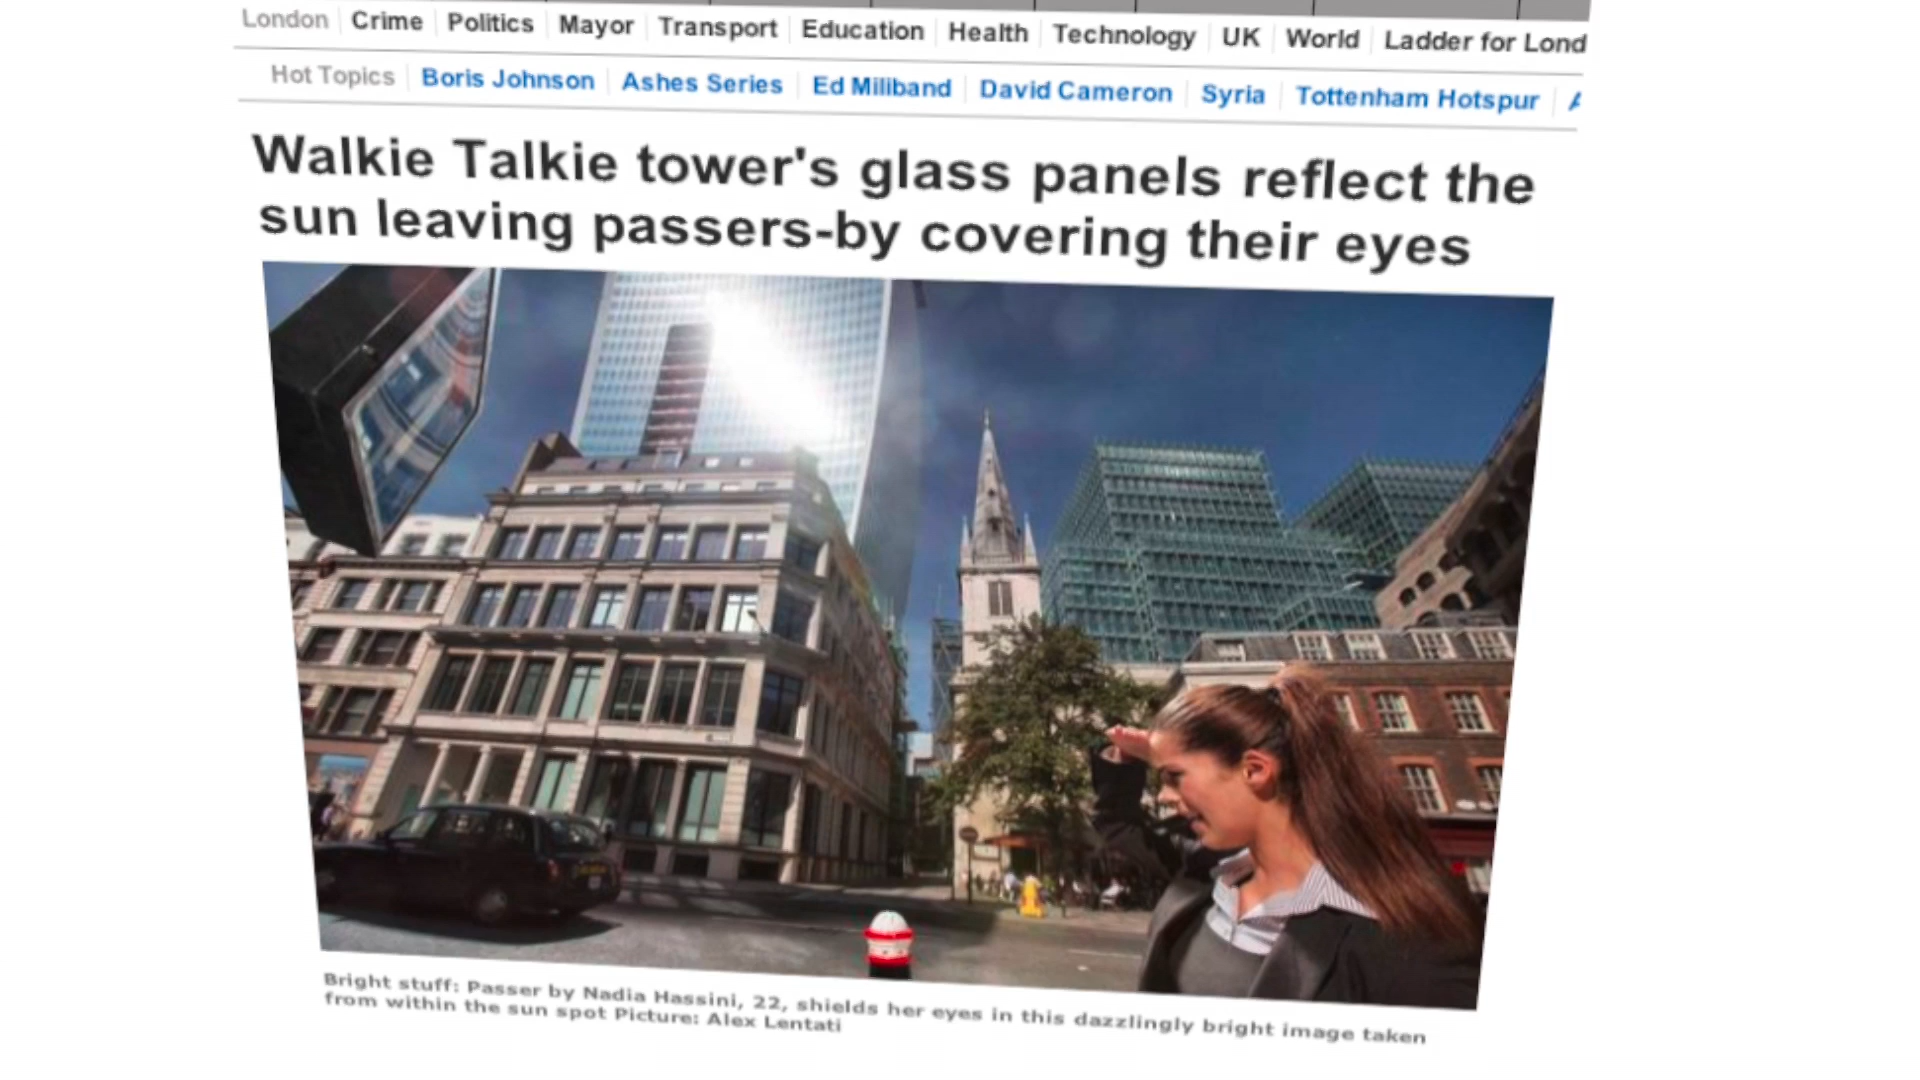 London Crime Politics Mayor Transport Education Health Technology UK World Ladder for Lond
Hot Topics Boris Johnson Ashes Series Ed Miliband David Cameron Syria Tottenham Hotspur
Walkie Talkie tower's glass panels reflect the
sun leaving passers-by covering their eyes
Bright stuff: Passer by Nadia Hassini, 22, shields her eyes in this dazzlingly bright image taken
from within the sun spot Picture: Alex Lentati